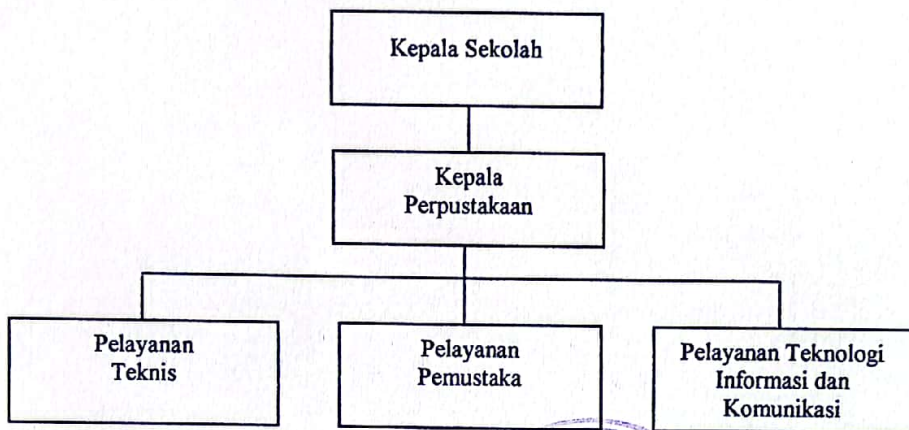 Kepala Sekolah
Kepala
Perpustakaan
Pelayanan
Teknis
Pelayanan
Pemustaka
Pelayanan Teknologi
Informasi dan
Komunikasi